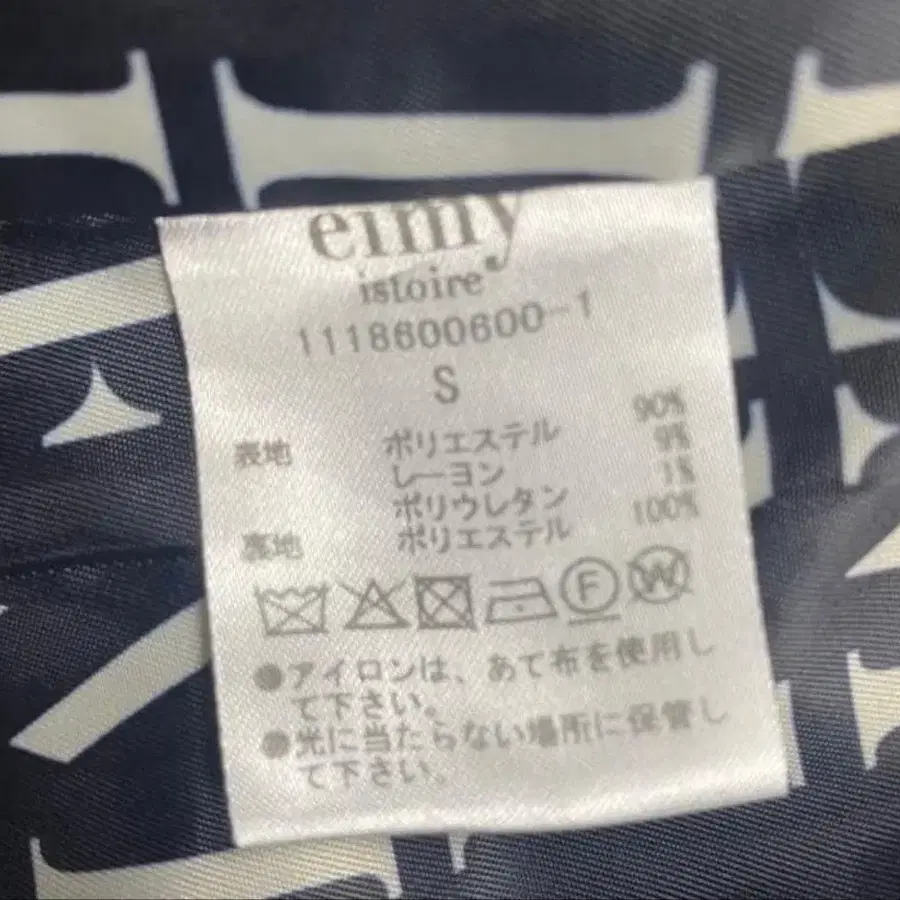 eimy
istoire
1118600600-1
S
表地 ポリエステル 90%
レーヨン 9%
ポリウレタン 1%
裏地 ポリエステル 100%
F W
●アイロンは、あて布を使用し
て下さい。
●光に当たらない場所に保管し
て下さい。